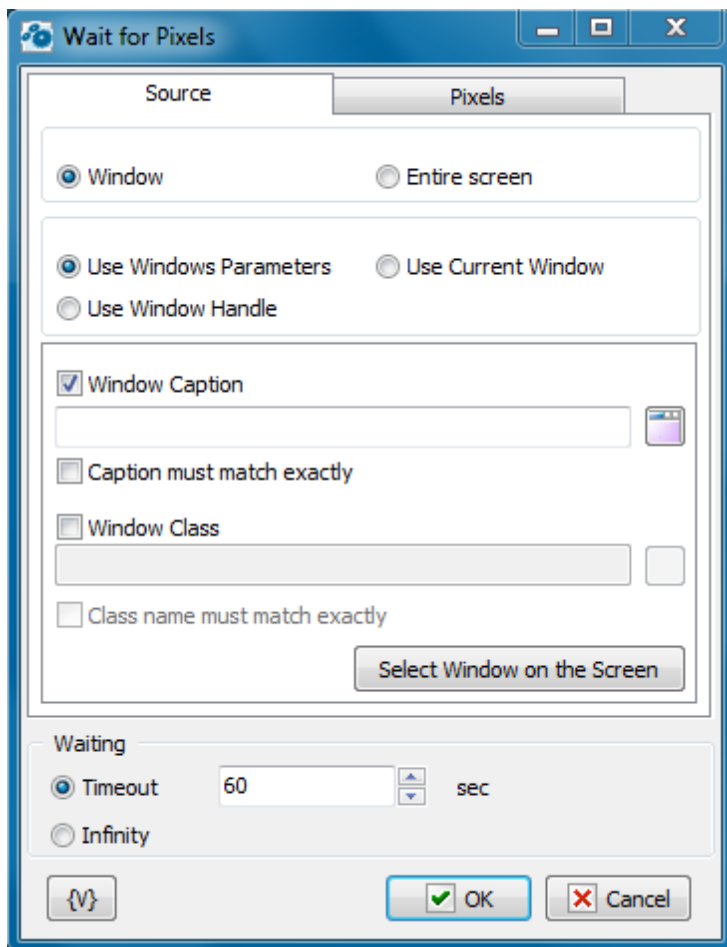 Wait for Pixels
Source Pixels
Window Entire screen
Use Windows Parameters Use Current Window
Use Window Handle
Window Caption
Caption must match exactly
Window Class
Class name must match exactly
Select Window on the Screen
Waiting
Timeout 60 sec
Infinity
{V} OK Cancel